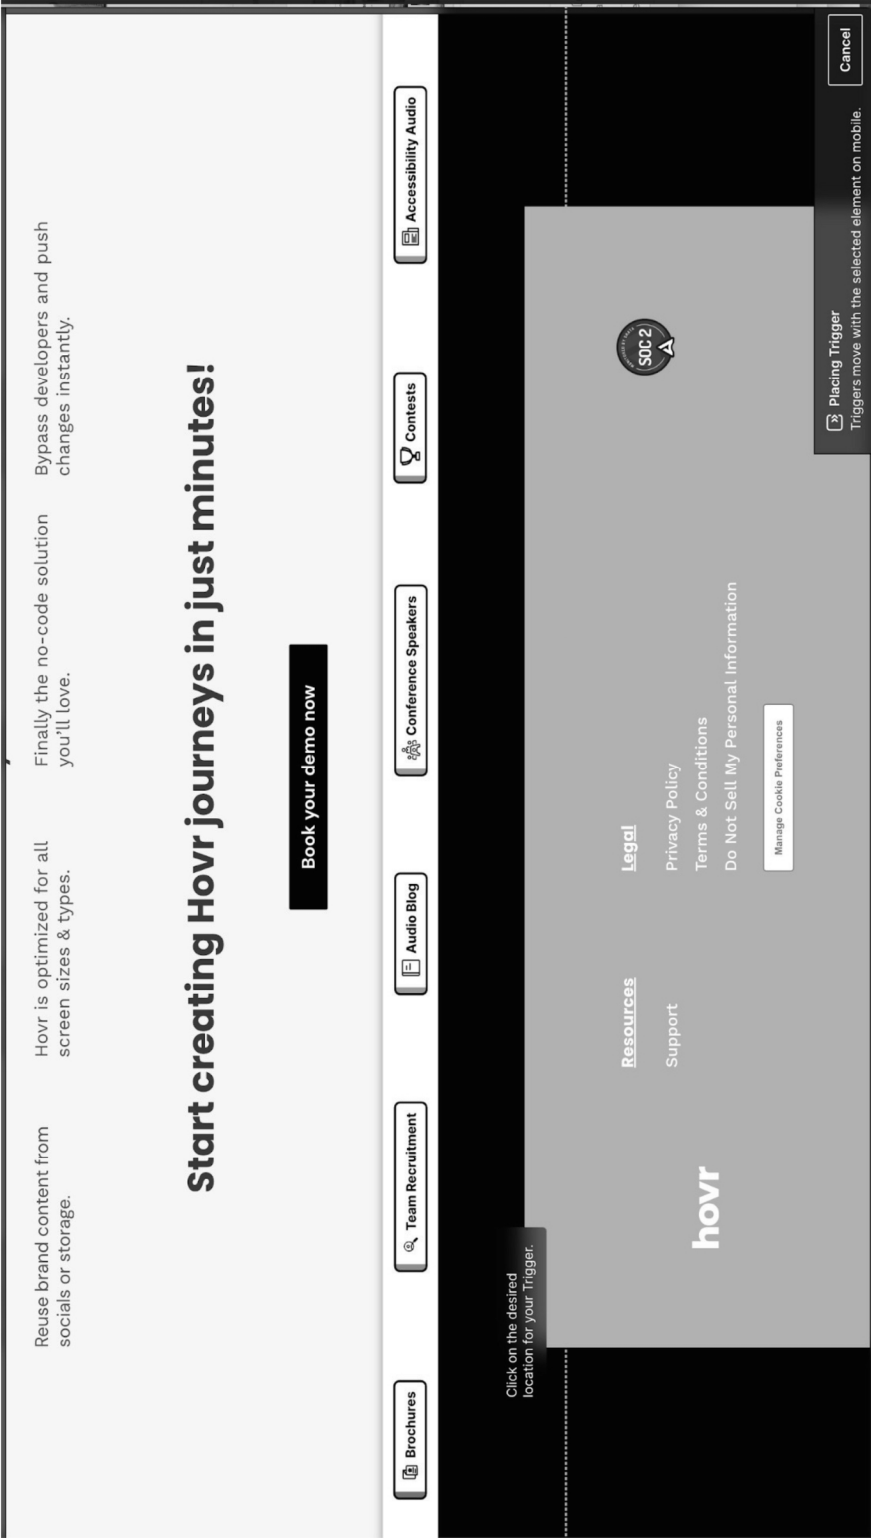 Reuse brand content from
socials or storage.
Hovr is optimized for all
screen sizes & types.
Finally the no-code solution
you'll love.
Bypass developers and push
changes instantly.
Start creating Hovr journeys in just minutes!
Book your demo now
Brochures
Team Recruitment
Audio Blog
Conference Speakers
Contests
Accessibility Audio
Click on the desired
location for your Trigger.
hovr
Resources
Support
Legal
Privacy Policy
Terms & Conditions
Do Not Sell My Personal Information
Manage Cookie Preferences
SOC 2
Placing Trigger
Triggers move with the selected element on mobile.
Cancel